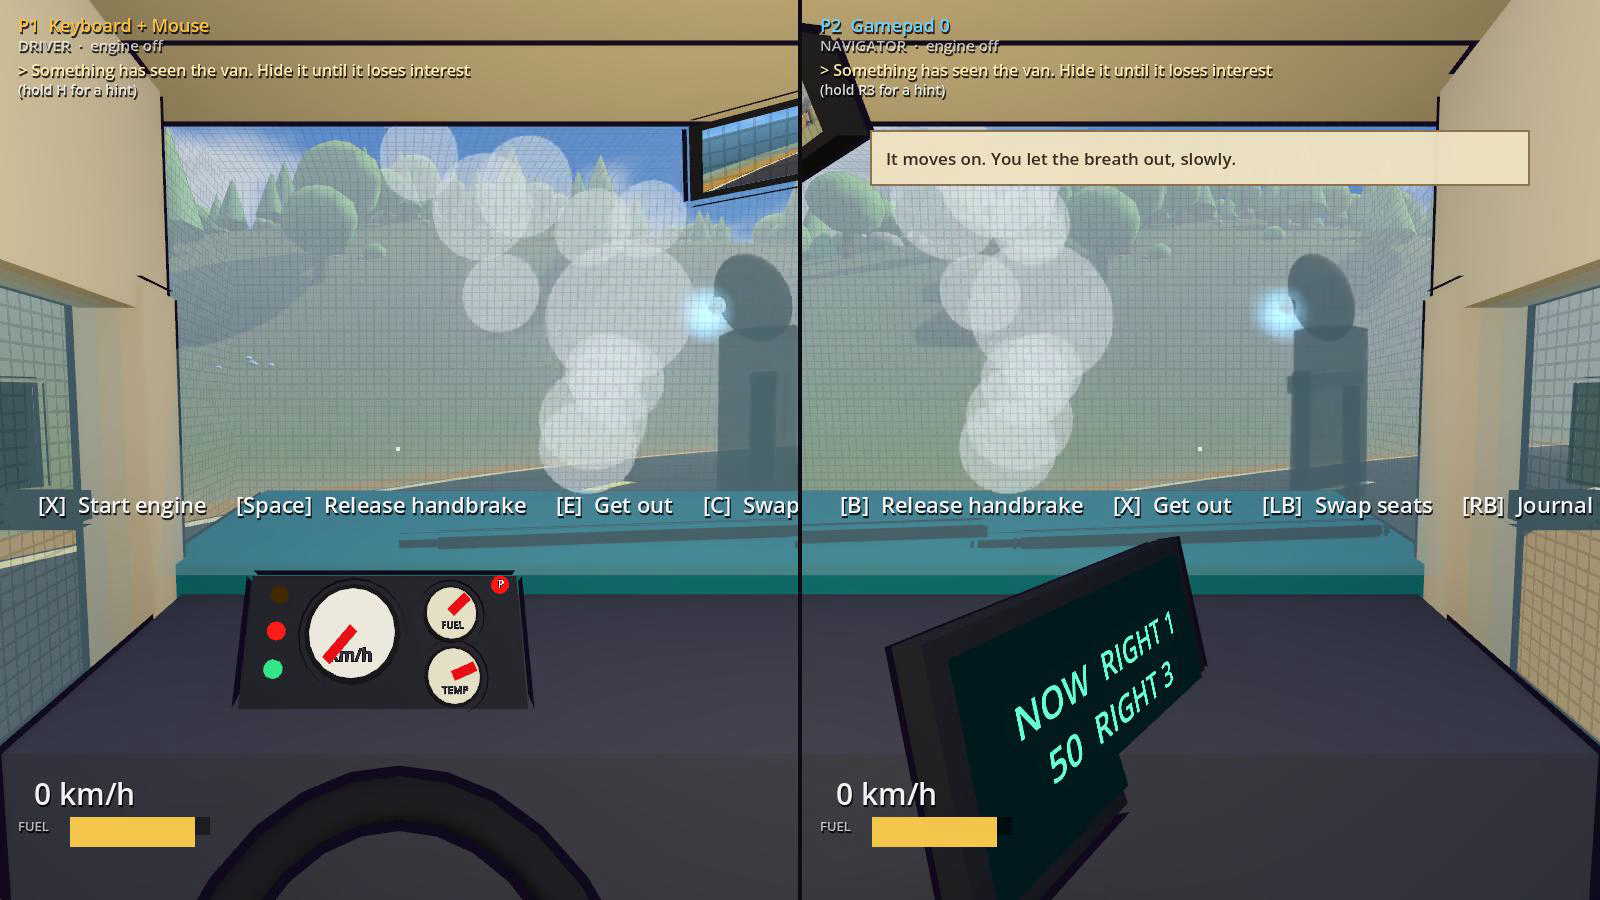 P1 Keyboard + Mouse
DRIVER · engine off
> Something has seen the van. Hide it until it loses interest
(hold H for a hint)
[X] Start engine [Space] Release handbrake [E] Get out [C] Swap
P
FUEL
km/h
TEMP
0 km/h
FUEL
P2 Gamepad 0
NAVIGATOR · engine off
> Something has seen the van. Hide it until it loses interest
(hold R3 for a hint)
It moves on. You let the breath out, slowly.
[B] Release handbrake [X] Get out [LB] Swap seats [RB] Journal
NOW RIGHT 1
50 RIGHT 3
0 km/h
FUEL